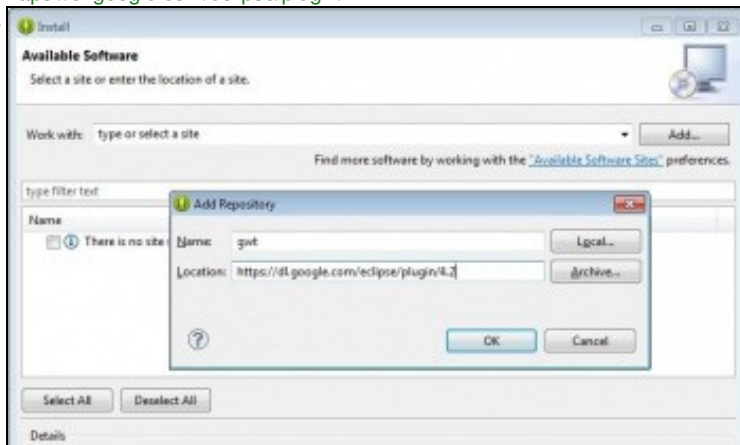 Install
Available Software
Select a site or enter the location of a site.
Work with: type or select a site
Add...
Find more software by working with the "Available Software Sites" preferences.
type filter text
Name
There is no site
Add Repository
Name: gwt
Local...
Location: https://dl.google.com/eclipse/plugin/4.2
Archive...
OK
Cancel
Select All
Deselect All
Details